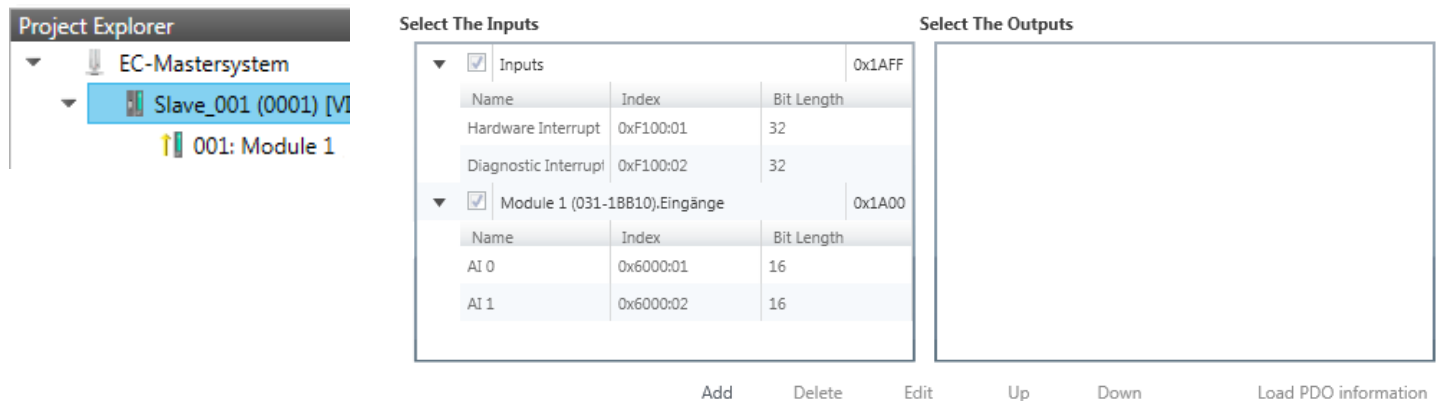 Project Explorer
EC-Mastersystem
Slave_001 (0001) [VI
001: Module 1
Select The Inputs
Inputs 0x1AFF
Name Index Bit Length
Hardware Interrupt 0xF100:01 32
Diagnostic Interrupt 0xF100:02 32
Module 1 (031-1BB10).Eingänge 0x1A00
Name Index Bit Length
AI 0 0x6000:01 16
AI 1 0x6000:02 16
Select The Outputs
Add Delete Edit Up Down Load PDO information